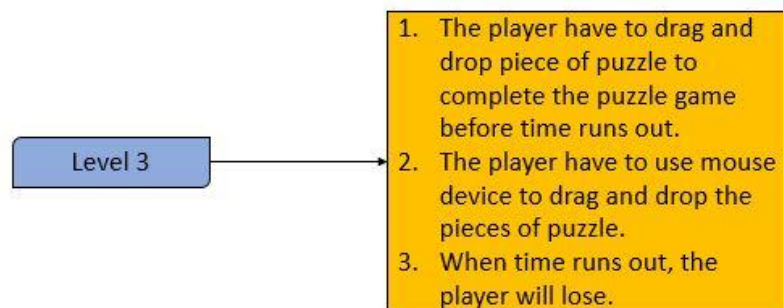 Level 3
1. The player have to drag and
drop piece of puzzle to
complete the puzzle game
before time runs out.
2. The player have to use mouse
device to drag and drop the
pieces of puzzle.
3. When time runs out, the
player will lose.